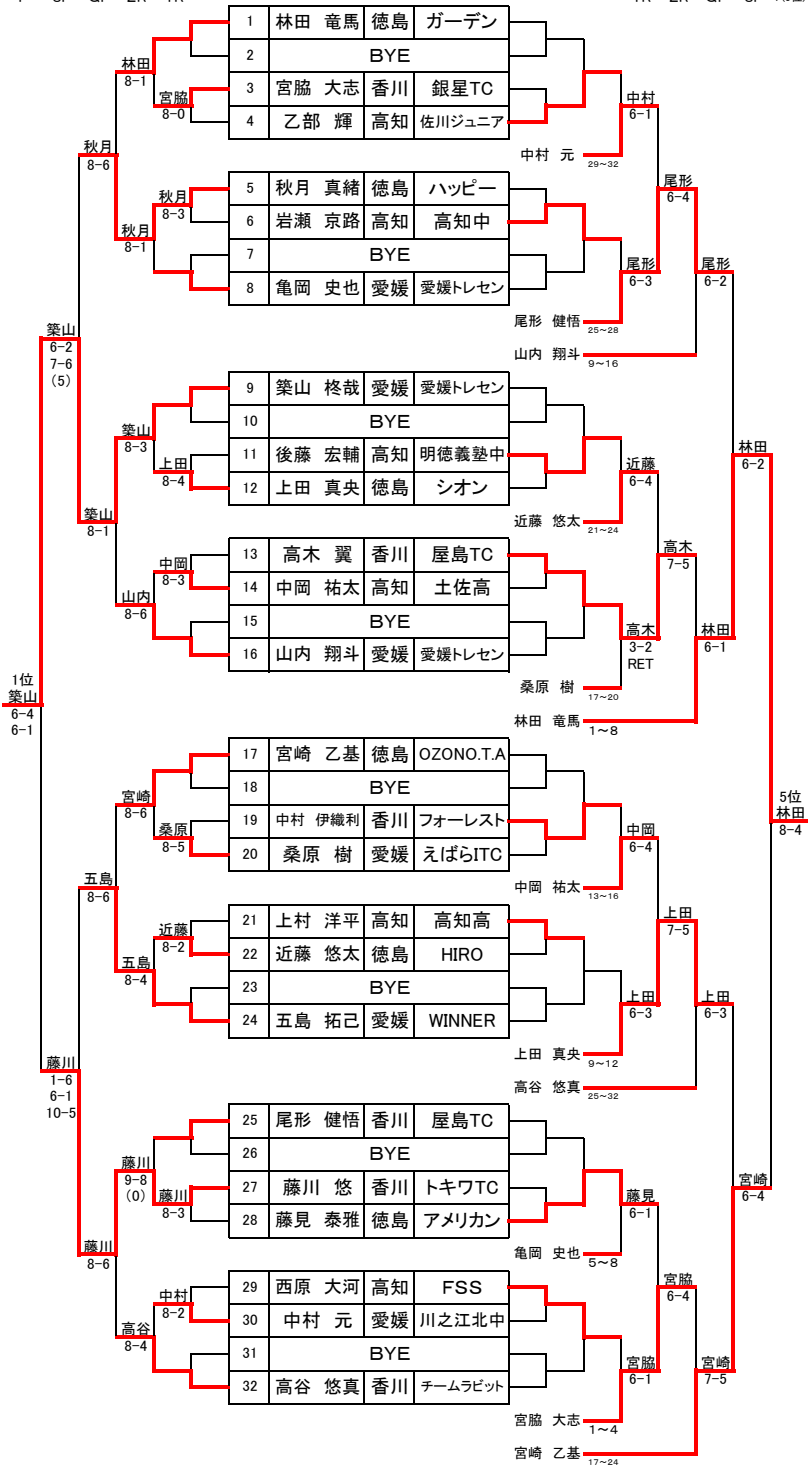 1 林田 竜馬 徳島 ガーデン
2 BYE
3 宮脇 大志 香川 銀星TC
4 乙部 輝 高知 佐川ジュニア
5 秋月 真緒 徳島 ハッピー
6 岩瀬 京路 高知 高知中
7 BYE
8 亀岡 史也 愛媛 愛媛トレセン
9 築山 柊哉 愛媛 愛媛トレセン
10 BYE
11 後藤 宏輔 高知 明徳義塾中
12 上田 真央 徳島 シオン
13 高木 翼 香川 屋島TC
14 中岡 祐太 高知 土佐高
15 BYE
16 山内 翔斗 愛媛 愛媛トレセン
17 宮崎 乙基 徳島 OZONO.T.A
18 BYE
19 中村 伊織利 香川 フォーレスト
20 桑原 樹 愛媛 えばらITC
21 上村 洋平 高知 高知高
22 近藤 悠太 徳島 HIRO
23 BYE
24 五島 拓己 愛媛 WINNER
25 尾形 健悟 香川 屋島TC
26 BYE
27 藤川 悠 香川 トキワTC
28 藤見 泰雅 徳島 アメリカン
29 西原 大河 高知 FSS
30 中村 元 愛媛 川之江北中
31 BYE
32 高谷 悠真 香川 チームラビット
林田
8-1
宮脇
8-0
秋月
8-6
秋月
8-3
秋月
8-1
築山
6-2
7-6
(5)
築山
8-3
上田
8-4
築山
8-1
中岡
8-3
山内
8-6
1位
築山
6-4
6-1
宮崎
8-6
桑原
8-5
五島
8-6
近藤
8-2
五島
8-4
藤川
1-6
6-1
10-5
藤川
9-8
(0)
藤川
8-3
藤川
8-6
中村
8-2
高谷
8-4
中村
6-1
中村 元
29~32
尾形
6-4
尾形
6-3
尾形
6-2
尾形 健悟
25~28
山内 翔斗
9~16
近藤
6-4
近藤 悠太
21~24
林田
6-2
高木
7-5
高木
3-2
RET
林田
6-1
桑原 樹
17~20
林田 竜馬
1~8
5位
林田
8-4
中岡
6-4
中岡 祐太
13~16
上田
7-5
上田
6-3
上田
6-3
上田 真央
9~12
高谷 悠真
25~32
藤見
6-1
宮崎
6-4
亀岡 史也
5~8
宮脇
6-4
宮脇
6-1
宮崎
7-5
宮脇 大志
1~4
宮崎 乙基
17~24